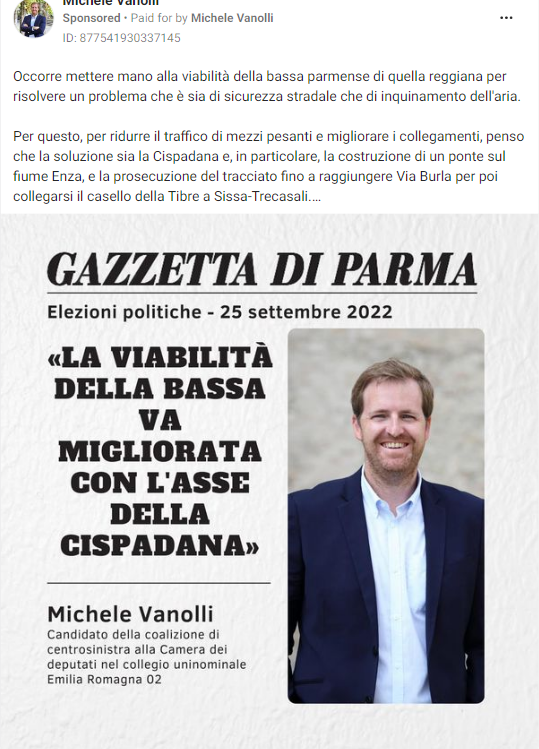 Michele Vanolli
Sponsored • Paid for by Michele Vanolli
ID: 877541930337145
Occorre mettere mano alla viabilità della bassa parmense di quella reggiana per
risolvere un problema che è sia di sicurezza stradale che di inquinamento dell'aria.
Per questo, per ridurre il traffico di mezzi pesanti e migliorare i collegamenti, penso
che la soluzione sia la Cispadana e, in particolare, la costruzione di un ponte sul
fiume Enza, e la prosecuzione del tracciato fino a raggiungere Via Burla per poi
collegarsi il casello della Tibre a Sissa-Trecasali....
GAZZETTA DI PARMA
Elezioni politiche - 25 settembre 2022
«LA VIABILITÀ
DELLA BASSA
VA
MIGLIORATA
CON L'ASSE
DELLA
CISPADANA»
Michele Vanolli
Candidato della coalizione di
centrosinistra alla Camera dei
deputati nel collegio uninominale
Emilia Romagna 02